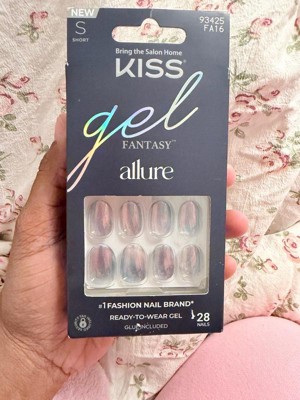 NEW
S
SHORT
93425
FA16
Bring the Salon Home
KISS
gel
FANTASY™
allure
#1 FASHION NAIL BRAND*
READY-TO-WEAR GEL
GLUE INCLUDED
28
NAILS